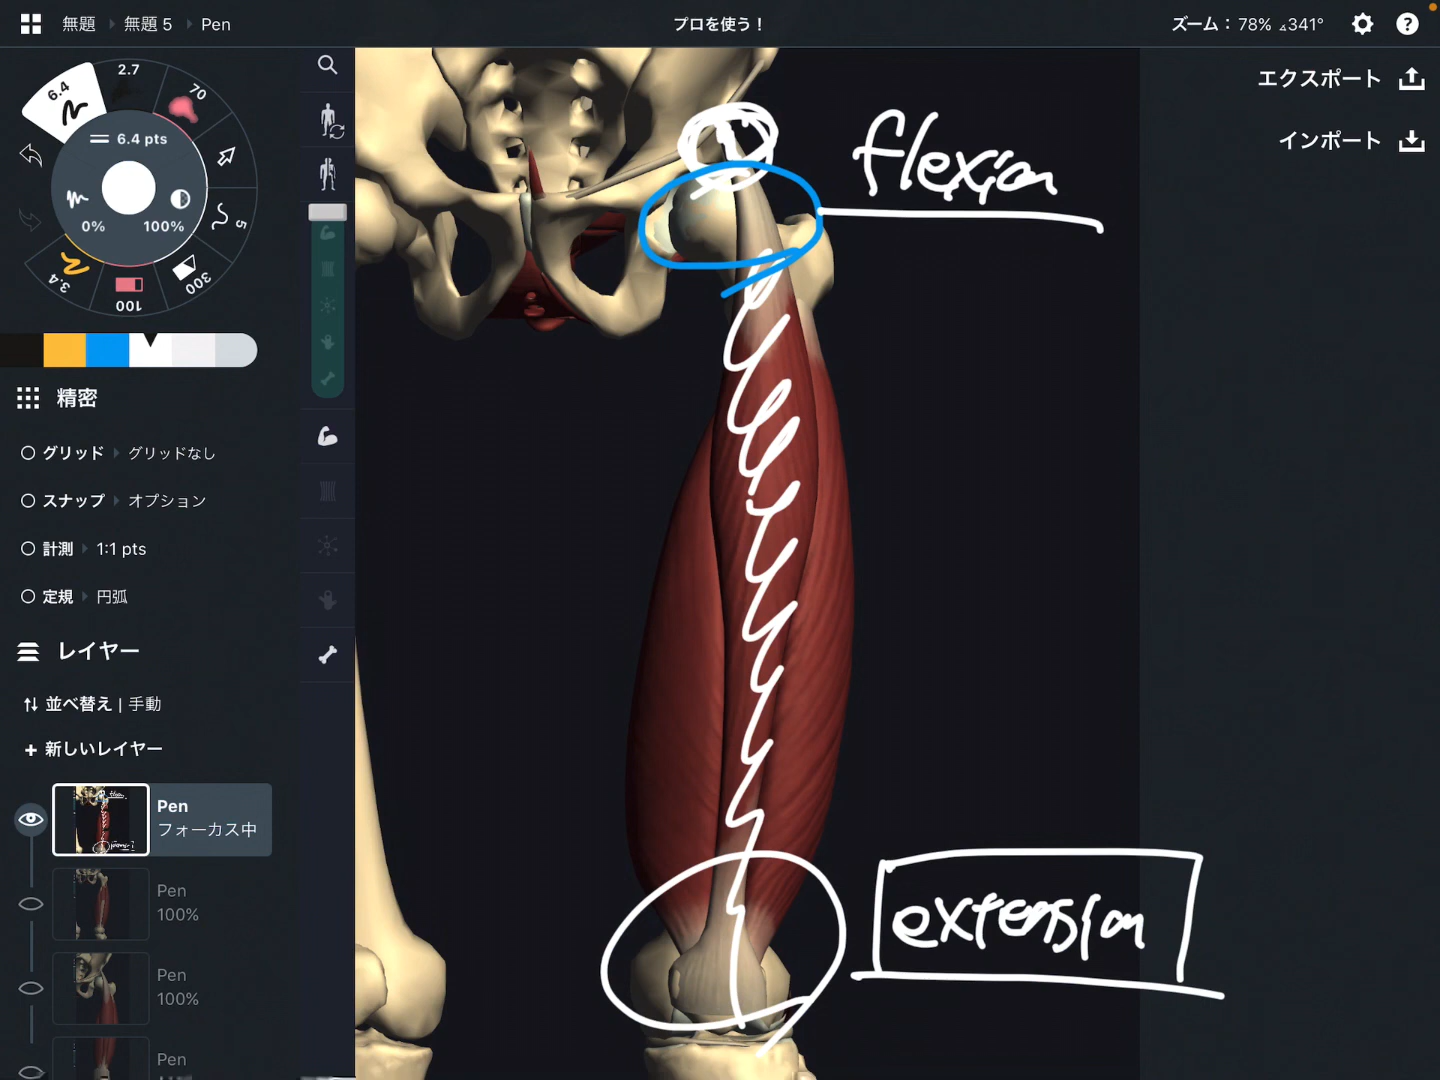 無題 無題 5 Pen
プロを使う！
ズーム：78% ⦟341°
エクスポート
インポート
6.4
2.7
70
5
300
100
3.4
6.4 pts
0% 100%
精密
グリッド グリッドなし
スナップ オプション
計測 1:1 pts
定規 円弧
レイヤー
並べ替え | 手動
+ 新しいレイヤー
Pen
フォーカス中
Pen
100%
Pen
100%
Pen
flexion
extension